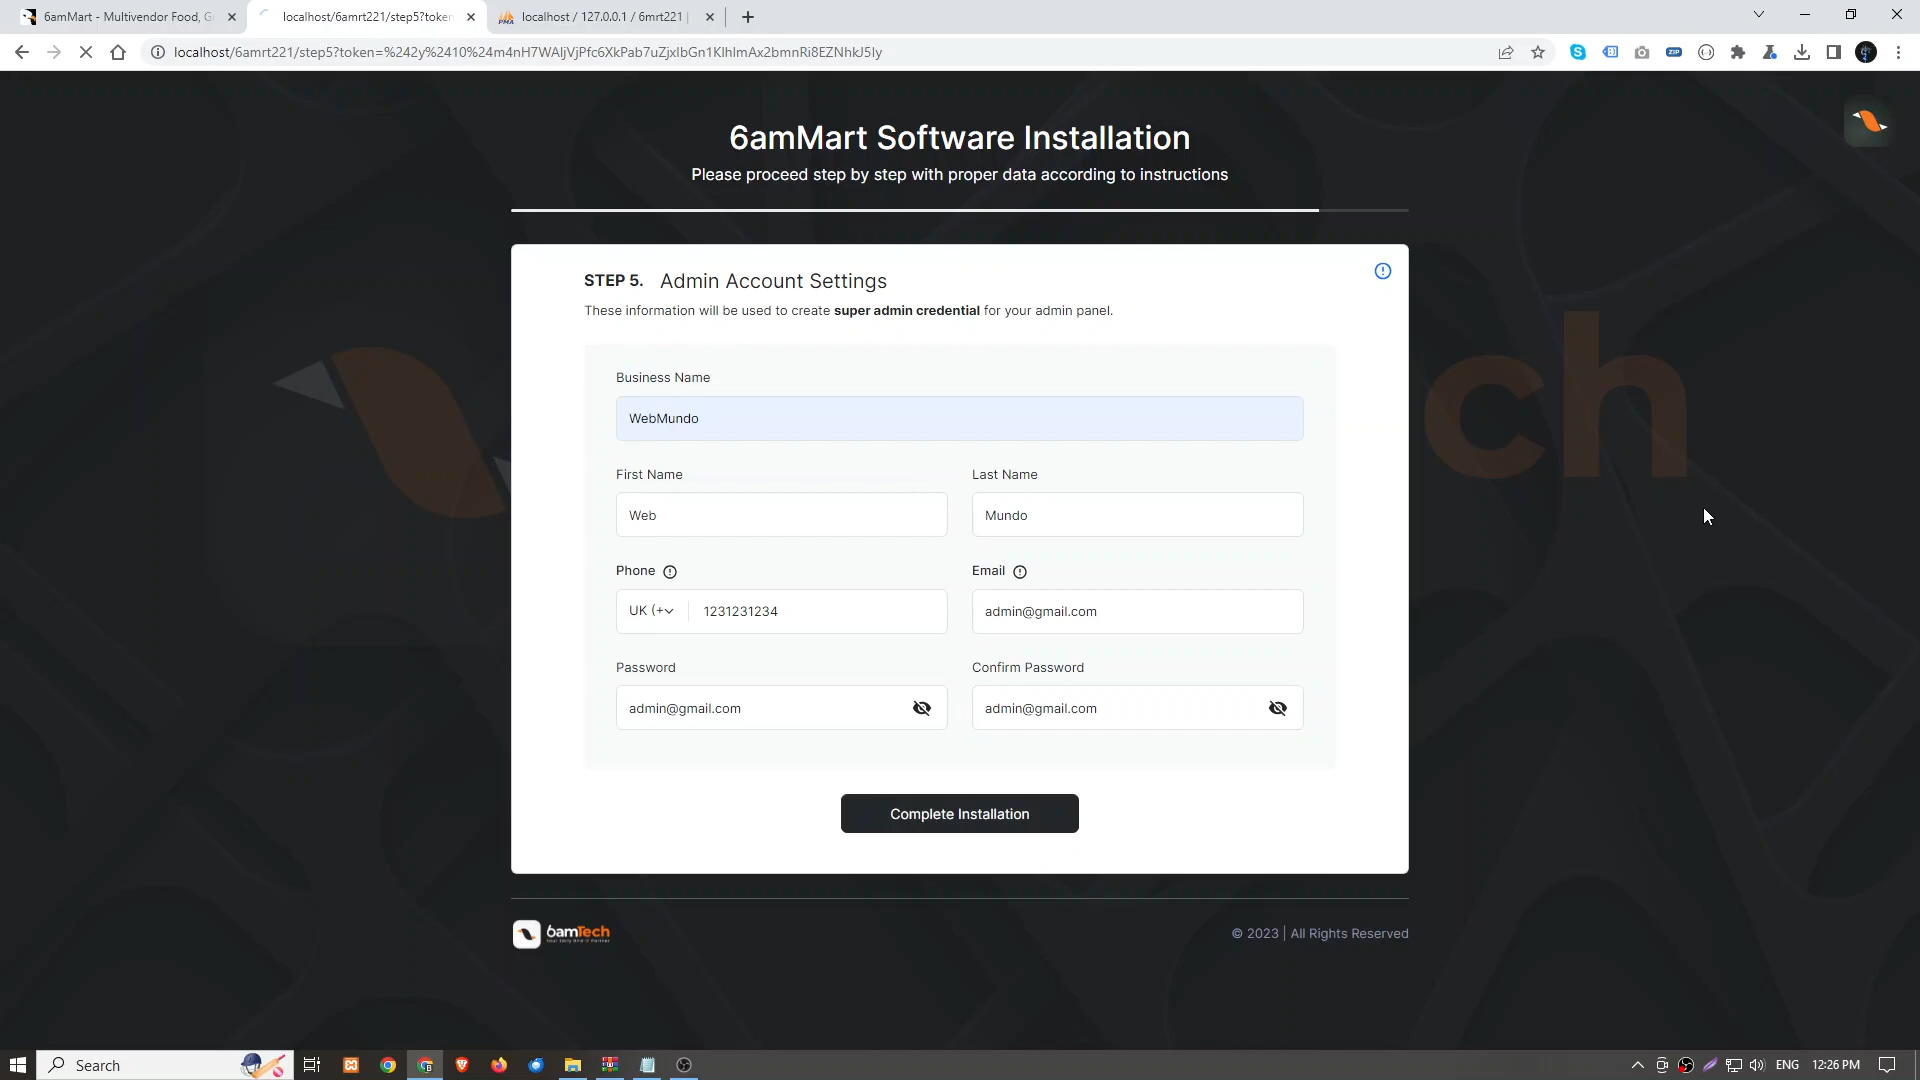 6amMart - Multivendor Food, G
localhost/6amrt221/step5?token
localhost / 127.0.0.1 / 6mrt221 |
localhost/6amrt221/step5?token=%242y%2410%24m4nH7WAljVjPfc6XkPab7uZjxIbGn1KlhlmAx2bmnRi8EZNhkJ5Iy
6amMart Software Installation
Please proceed step by step with proper data according to instructions
STEP 5. Admin Account Settings
These information will be used to create super admin credential for your admin panel.
Business Name
WebMundo
First Name
Last Name
Web
Mundo
Phone
Email
UK (+
1231231234
admin@gmail.com
Password
Confirm Password
admin@gmail.com
admin@gmail.com
Complete Installation
6amTech
© 2023 | All Rights Reserved
ch
Search
ENG
12:26 PM